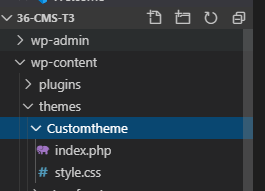 36-CMS-T3
wp-admin
wp-content
plugins
themes
Customtheme
index.php
# style.css